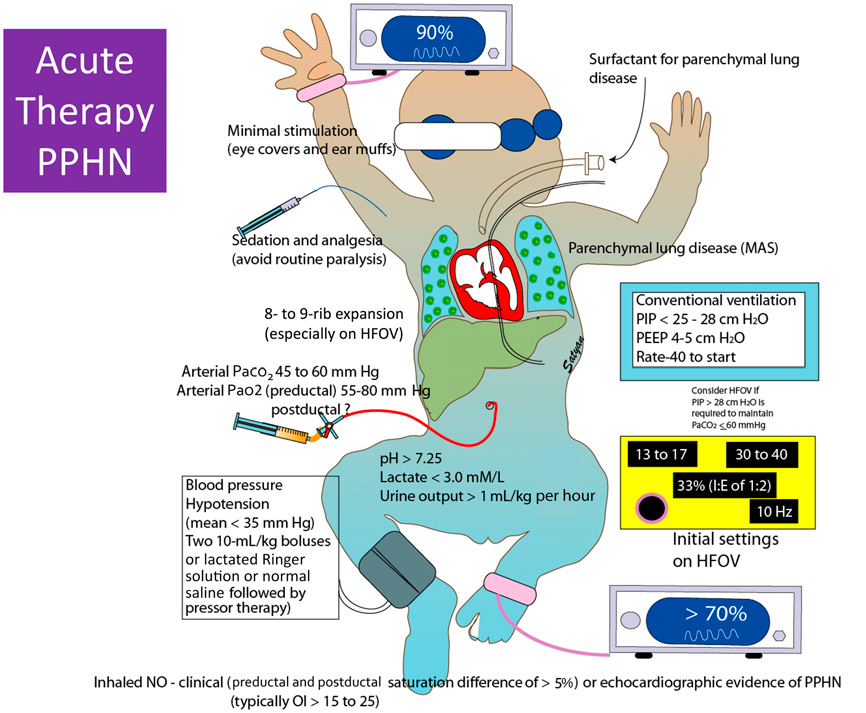 Acute
Therapy
PPHN
90%
Surfactant for parenchymal lung
disease
Minimal stimulation
(eye covers and ear muffs)
Sedation and analgesia
(avoid routine paralysis)
Parenchymal lung disease (MAS)
8- to 9-rib expansion
(especially on HFOV)
Satyan
Conventional ventilation
PIP < 25 - 28 cm H₂O
PEEP 4-5 cm H₂O
Rate-40 to start
Arterial PaCO₂ 45 to 60 mm Hg
Arterial PaO2 (preductal) 55-80 mm Hg
postductal ?
Consider HFOV if
PIP > 28 cm H₂O is
required to maintain
PaCO₂ ≤60 mmHg
pH > 7.25
Lactate < 3.0 mM/L
Urine output > 1 mL/kg per hour
13 to 17
30 to 40
33% (I:E of 1:2)
10 Hz
Initial settings
on HFOV
Blood pressure
Hypotension
(mean < 35 mm Hg)
Two 10-mL/kg boluses
or lactated Ringer
solution or normal
saline followed by
pressor therapy)
> 70%
Inhaled NO - clinical (preductal and postductal saturation difference of > 5%) or echocardiographic evidence of PPHN
(typically OI > 15 to 25)